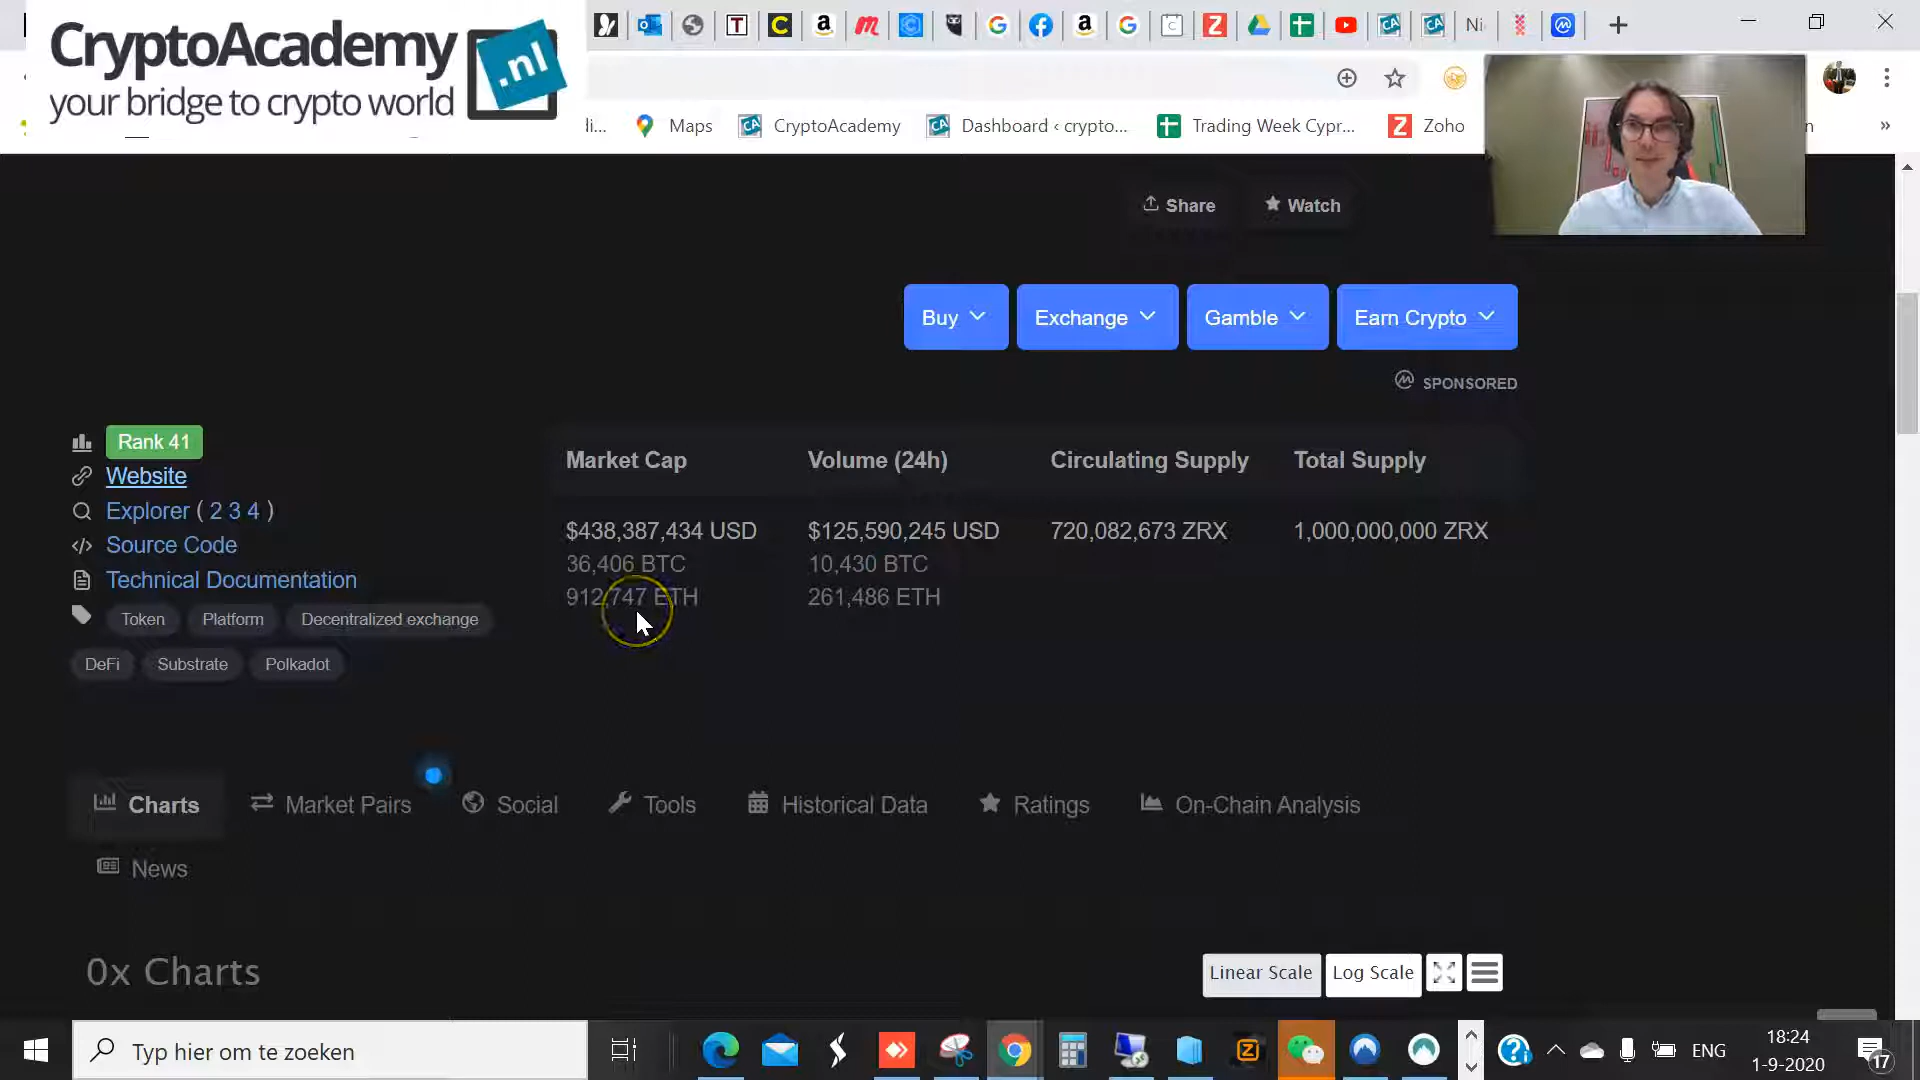 CryptoAcademy
.nl
your bridge to crypto world
di...
Maps
CryptoAcademy
Dashboard ‹ crypto...
Trading Week Cypr...
Zoho
n
»
Share
Watch
Buy
Exchange
Gamble
Earn Crypto
SPONSORED
Rank 41
Website
Explorer ( 2 3 4 )
Source Code
Technical Documentation
Token
Platform
Decentralized exchange
DeFi
Substrate
Polkadot
Market Cap
Volume (24h)
Circulating Supply
Total Supply
$438,387,434 USD
$125,590,245 USD
720,082,673 ZRX
1,000,000,000 ZRX
36,406 BTC
10,430 BTC
912,747 ETH
261,486 ETH
Charts
Market Pairs
Social
Tools
Historical Data
Ratings
On-Chain Analysis
News
0x Charts
Linear Scale
Log Scale
Typ hier om te zoeken
ENG
18:24
1-9-2020
17